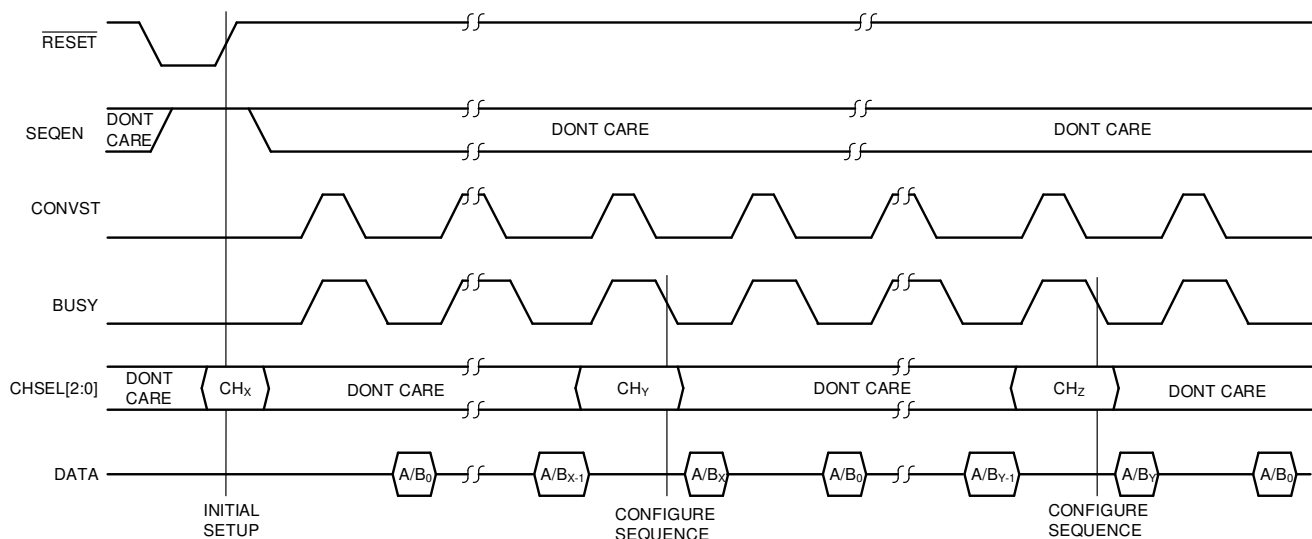 RESET
SEQEN
DONT
CARE
DONT CARE
DONT CARE
CONVST
BUSY
CHSEL[2:0]
DONT
CARE
CHX
DONT CARE
CHY
DONT CARE
CHZ
DONT CARE
DATA
A/B0
A/BX-1
A/BX
A/B0
A/BY-1
A/BY
A/B0
INITIAL
SETUP
CONFIGURE
SEQUENCE
CONFIGURE
SEQUENCE